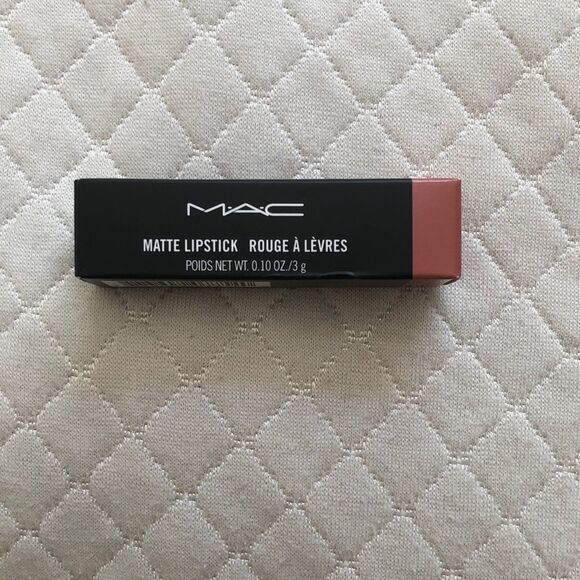 M·A·C
MATTE LIPSTICK ROUGE À LÈVRES
POIDS NET WT. 0.10 OZ./3 g